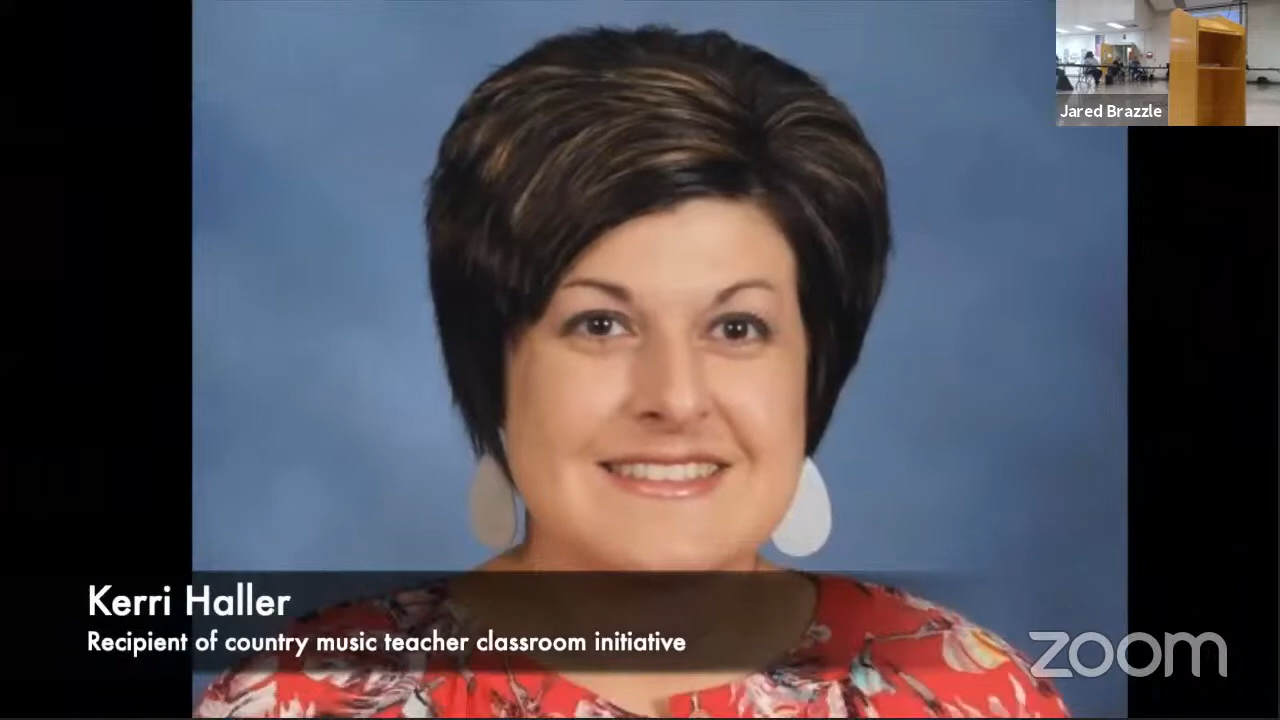 Jared Brazzle
Kerri Haller
Recipient of country music teacher classroom initiative
zoom